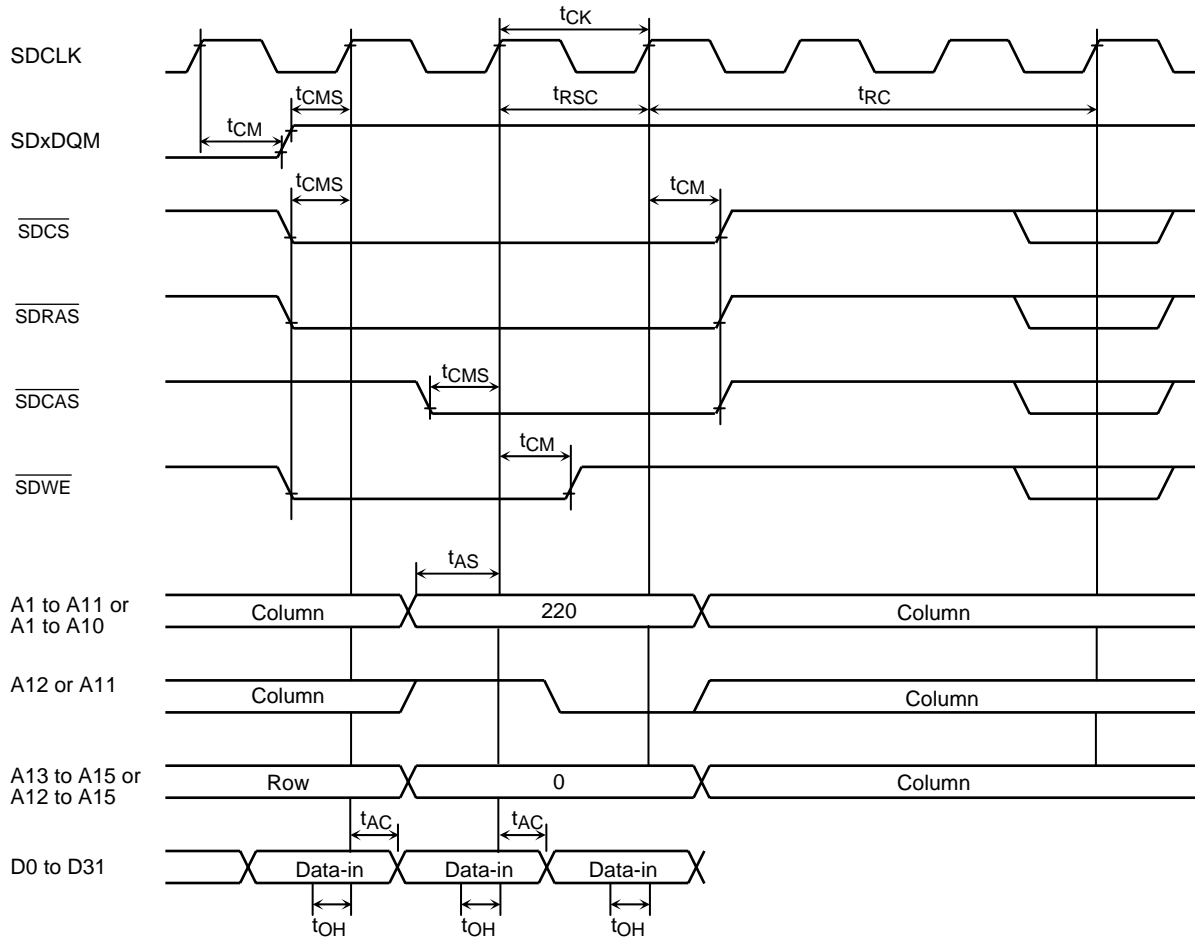 tCK
SDCLK
tCMS
tRSC
tRC
tCM
SDxDQM
tCMS
tCM
SDCS
SDRAS
tCMS
SDCAS
tCM
SDWE
tAS
A1 to A11 or
A1 to A10
Column
220
Column
A12 or A11
Column
Column
A13 to A15 or
A12 to A15
Row
0
Column
tAC
tAC
D0 to D31
Data-in
Data-in
Data-in
tOH
tOH
tOH